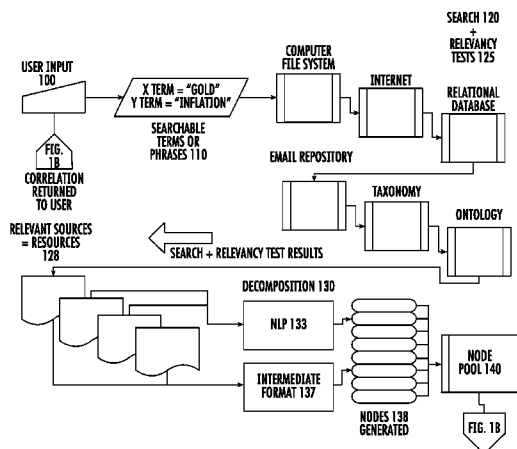 SEARCH 120
+
RELEVANCY
TESTS 125
COMPUTER
FILE SYSTEM
INTERNET
RELATIONAL
DATABASE
USER INPUT
100
X TERM = "GOLD"
Y TERM = "INFLATION"
SEARCHABLE
TERMS OR
PHRASES 110
FIG.
1B
CORRELATION
RETURNED
TO USER
EMAIL REPOSITORY
TAXONOMY
ONTOLOGY
RELEVANT SOURCES
= RESOURCES
128
SEARCH + RELEVANCY TEST RESULTS
DECOMPOSITION 130
NLP 133
INTERMEDIATE
FORMAT 137
NODES 138
GENERATED
NODE
POOL 140
FIG. 1B